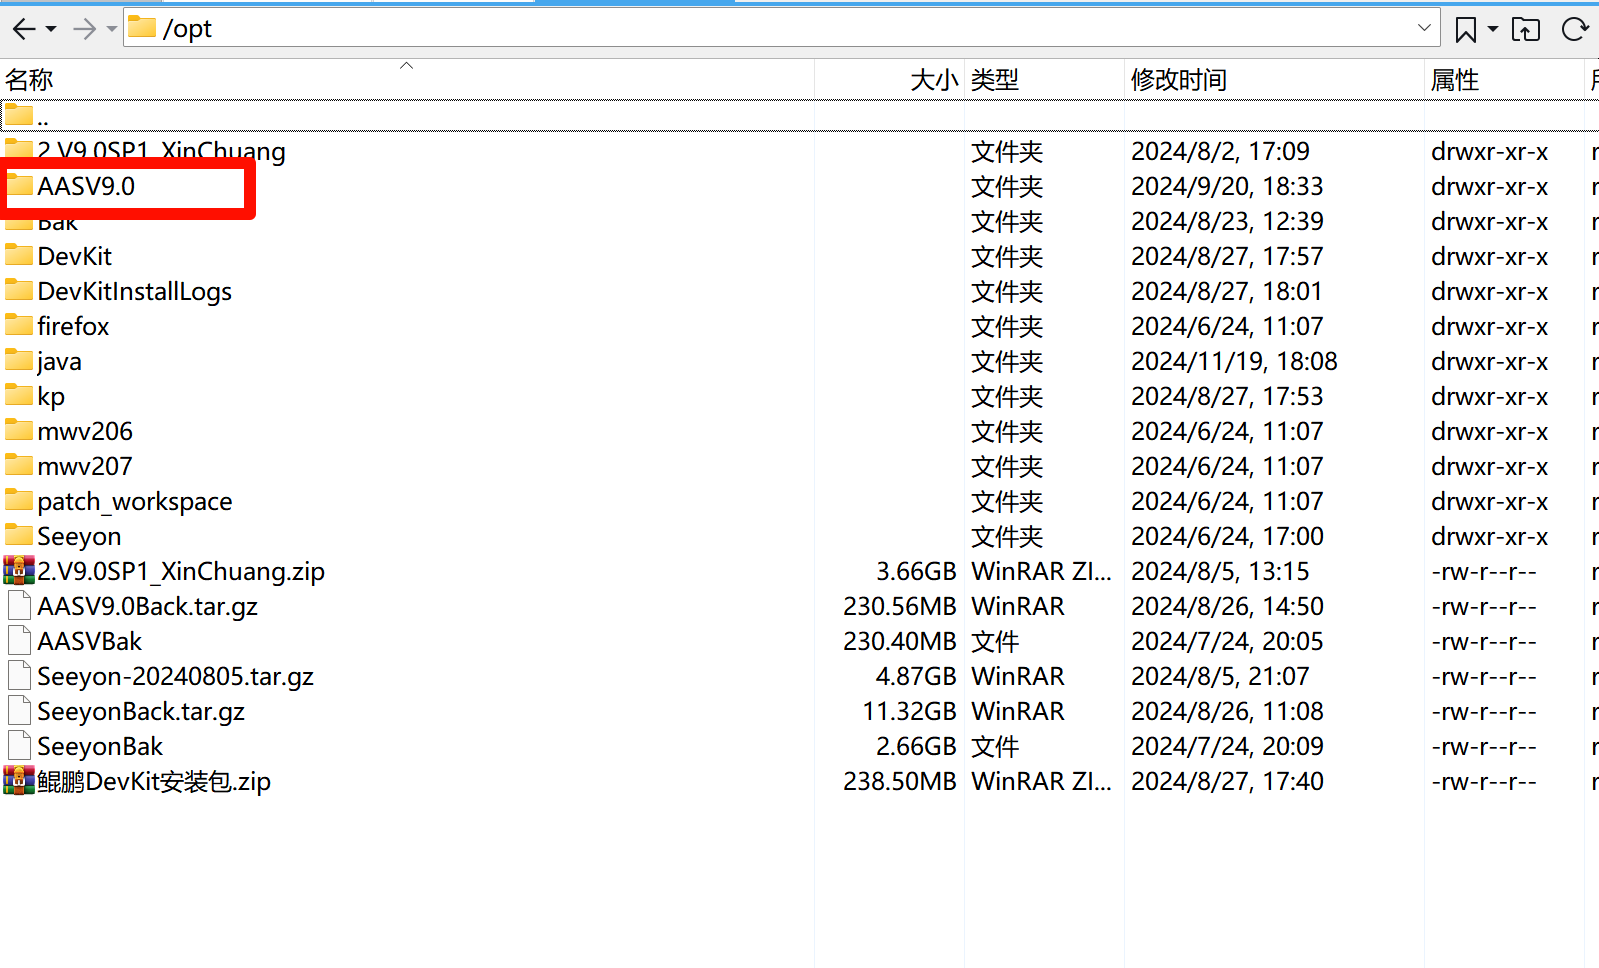 /opt
名称 大小 类型 修改时间 属性
..
2.V9.0SP1_XinChuang 文件夹 2024/8/2, 17:09 drwxr-xr-x
AASV9.0 文件夹 2024/9/20, 18:33 drwxr-xr-x
Bak 文件夹 2024/8/23, 12:39 drwxr-xr-x
DevKit 文件夹 2024/8/27, 17:57 drwxr-xr-x
DevKitInstallLogs 文件夹 2024/8/27, 18:01 drwxr-xr-x
firefox 文件夹 2024/6/24, 11:07 drwxr-xr-x
java 文件夹 2024/11/19, 18:08 drwxr-xr-x
kp 文件夹 2024/8/27, 17:53 drwxr-xr-x
mwv206 文件夹 2024/6/24, 11:07 drwxr-xr-x
mwv207 文件夹 2024/6/24, 11:07 drwxr-xr-x
patch_workspace 文件夹 2024/6/24, 11:07 drwxr-xr-x
Seeyon 文件夹 2024/6/24, 17:00 drwxr-xr-x
2.V9.0SP1_XinChuang.zip 3.66GB WinRAR ZI... 2024/8/5, 13:15 -rw-r--r--
AASV9.0Back.tar.gz 230.56MB WinRAR 2024/8/26, 14:50 -rw-r--r--
AASVBak 230.40MB 文件 2024/7/24, 20:05 -rw-r--r--
Seeyon-20240805.tar.gz 4.87GB WinRAR 2024/8/5, 21:07 -rw-r--r--
SeeyonBack.tar.gz 11.32GB WinRAR 2024/8/26, 11:08 -rw-r--r--
SeeyonBak 2.66GB 文件 2024/7/24, 20:09 -rw-r--r--
鲲鹏DevKit安装包.zip 238.50MB WinRAR ZI... 2024/8/27, 17:40 -rw-r--r--